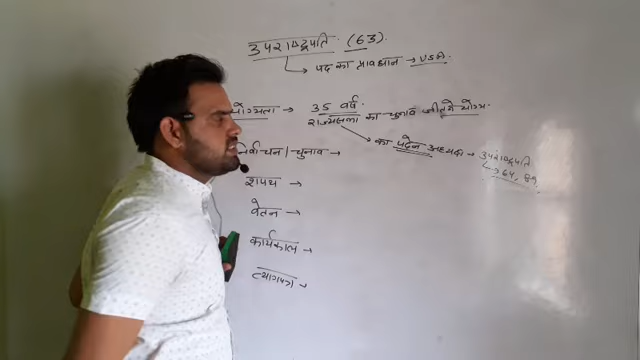 उपराष्ट्रपति (63)
पद का प्रावधान → USA.
योग्यता → 35 वर्ष.
राज्यसभा का चुनाव जीतने योग्य
का पदेन अध्यक्ष → उपराष्ट्रपति
→ 64, 89
निर्वाचन / चुनाव →
शपथ →
वेतन →
कार्यकाल →
त्यागपत्र →